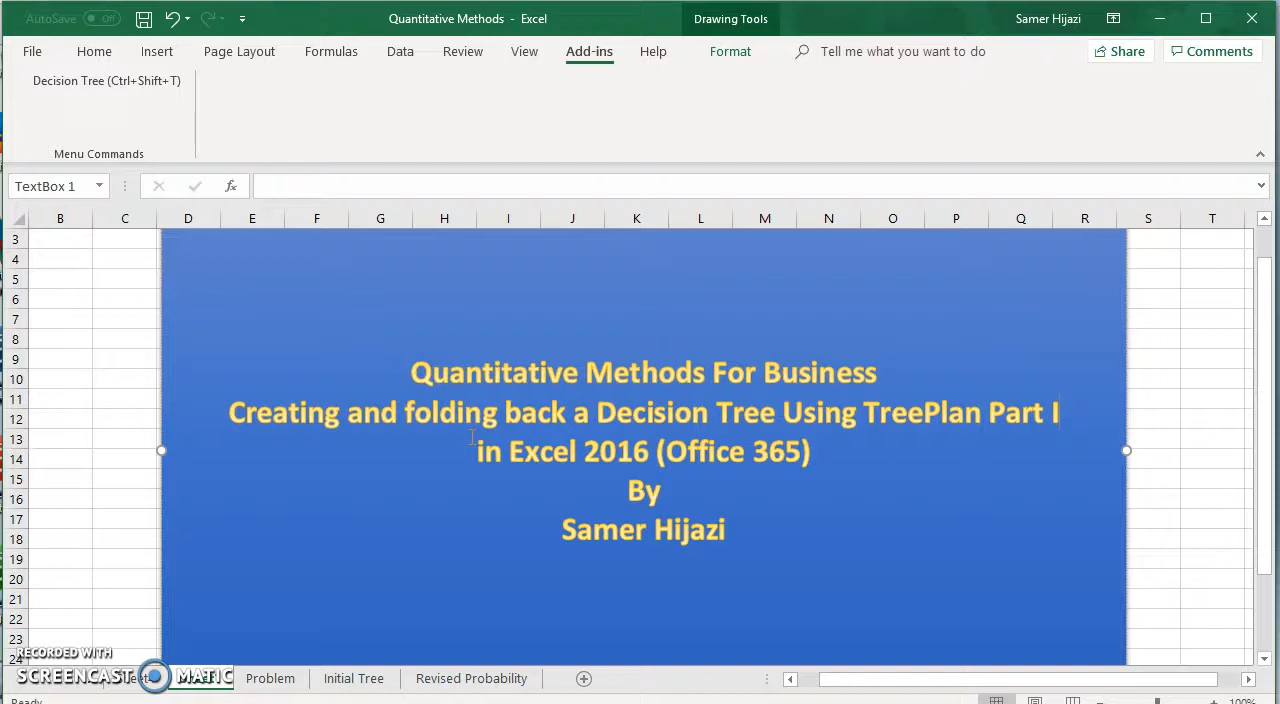 AutoSave Off
Quantitative Methods - Excel
Drawing Tools
Samer Hijazi
File Home Insert Page Layout Formulas Data Review View Add-ins Help Format Tell me what you want to do Share Comments
Decision Tree (Ctrl+Shift+T)
Menu Commands
TextBox 1 fx
B C D E F G H I J K L M N O P Q R S T
3
4
5
6
7
8
9
10
11
12
13
14
15
16
17
18
19
20
21
22
23
24
Quantitative Methods For Business
Creating and folding back a Decision Tree Using TreePlan Part I
in Excel 2016 (Office 365)
By
Samer Hijazi
RECORDED WITH
SCREENCAST MATIC
Problem Initial Tree Revised Probability
Ready 100%